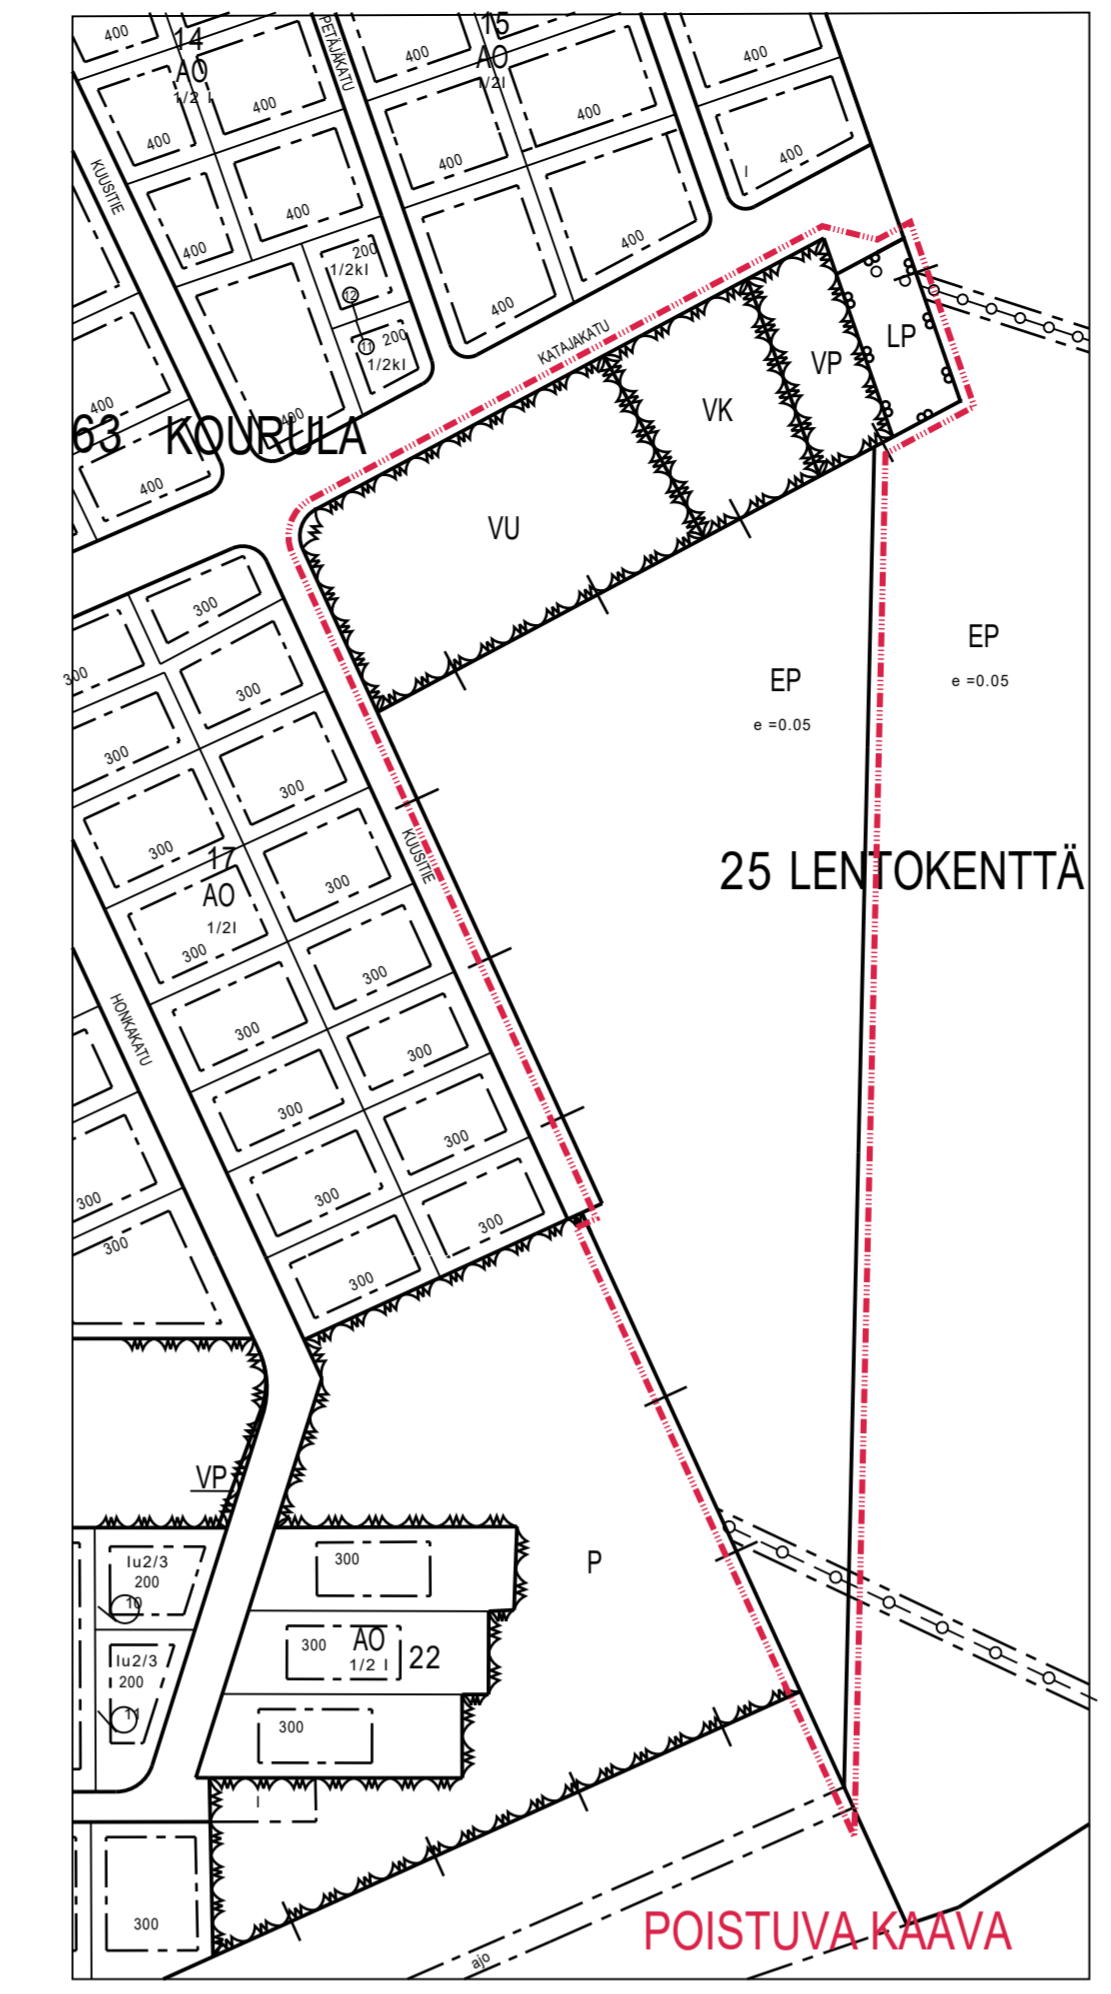 400
14
AO
1/2 I
400
400
400
400
400
PETÄJÄKATU
KUUSITIE
15
AO
1/2I
400
400
400
400
400
400
400
I
200
1/2kI
12
200
11
1/2kI
400
400
400
63 KOURULA
KATAJAKATU
VU
VK
VP
LP
EP
e =0.05
EP
e =0.05
25 LENTOKENTTÄ
300
300
300
300
300
300
300
17
AO
1/2I
300
300
300
300
300
300
300
300
300
300
300
KUUSITIE
HONKAKATU
300
300
VP
P
Iu2/3
200
10
Iu2/3
200
11
300
300
AO
1/2 I
22
300
I
300
ajo
POISTUVA KAAVA